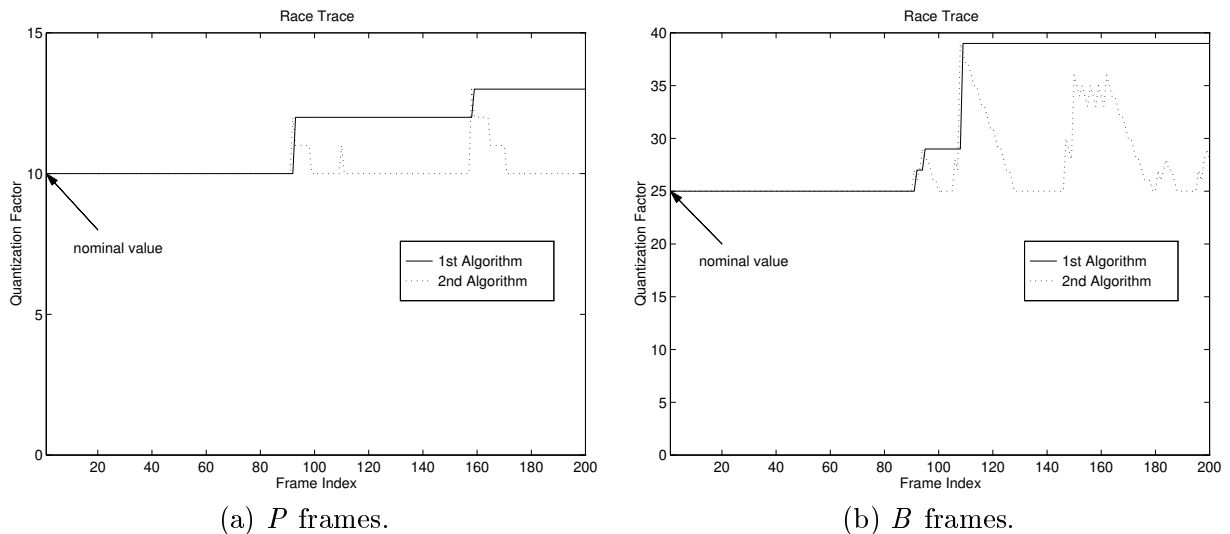 Race Trace
15
10
5
0
Quantization Factor
nominal value
1st Algorithm
2nd Algorithm
20 40 60 80 100 120 140 160 180 200
Frame Index
(a) P frames.
Race Trace
40
35
30
25
20
15
10
5
0
Quantization Factor
nominal value
1st Algorithm
2nd Algorithm
20 40 60 80 100 120 140 160 180 200
Frame Index
(b) B frames.